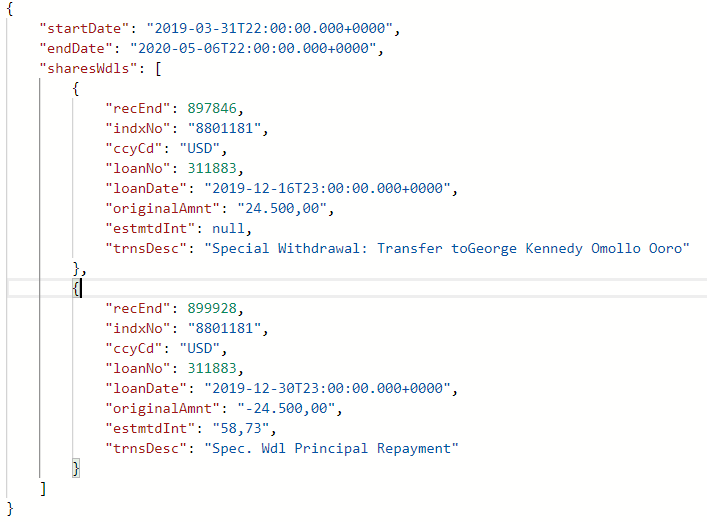 {
"startDate": "2019-03-31T22:00:00.000+0000",
"endDate": "2020-05-06T22:00:00.000+0000",
"sharesWdls": [
{
"recEnd": 897846,
"indxNo": "8801181",
"ccyCd": "USD",
"loanNo": 311883,
"loanDate": "2019-12-16T23:00:00.000+0000",
"originalAmnt": "24.500,00",
"estmtdInt": null,
"trnsDesc": "Special Withdrawal: Transfer toGeorge Kennedy Omollo Ooro"
},
{
"recEnd": 899928,
"indxNo": "8801181",
"ccyCd": "USD",
"loanNo": 311883,
"loanDate": "2019-12-30T23:00:00.000+0000",
"originalAmnt": "-24.500,00",
"estmtdInt": "58,73",
"trnsDesc": "Spec. Wdl Principal Repayment"
}
]
}